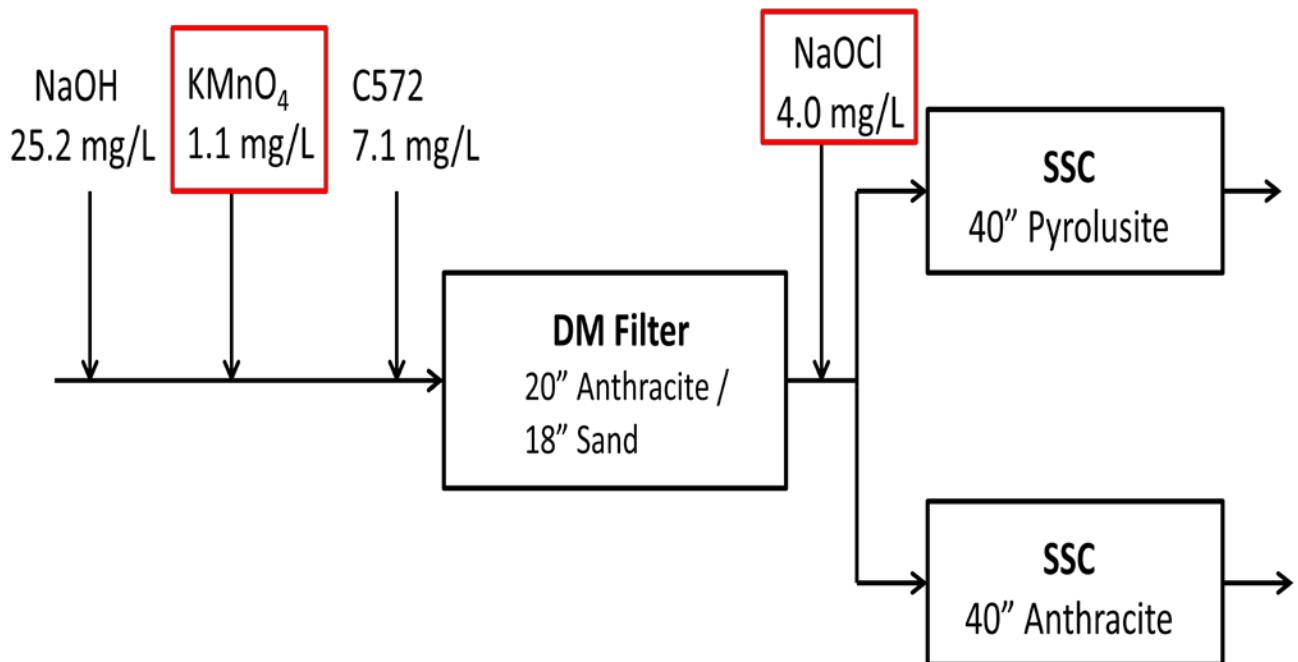 NaOH
25.2 mg/L
KMnO₄
1.1 mg/L
C572
7.1 mg/L
NaOCl
4.0 mg/L
DM Filter
20” Anthracite /
18” Sand
SSC
40” Pyrolusite
SSC
40” Anthracite